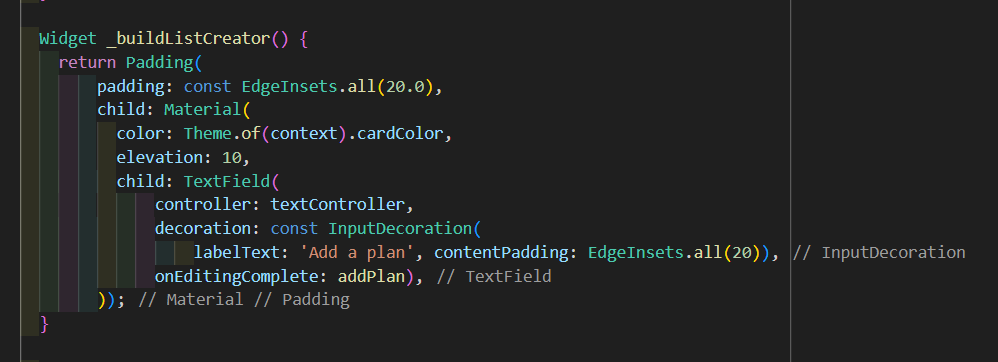 Widget _buildListCreator() {
return Padding(
padding: const EdgeInsets.all(20.0),
child: Material(
color: Theme.of(context).cardColor,
elevation: 10,
child: TextField(
controller: textController,
decoration: const InputDecoration(
labelText: 'Add a plan', contentPadding: EdgeInsets.all(20)), // InputDecoration
onEditingComplete: addPlan), // TextField
)); // Material // Padding
}